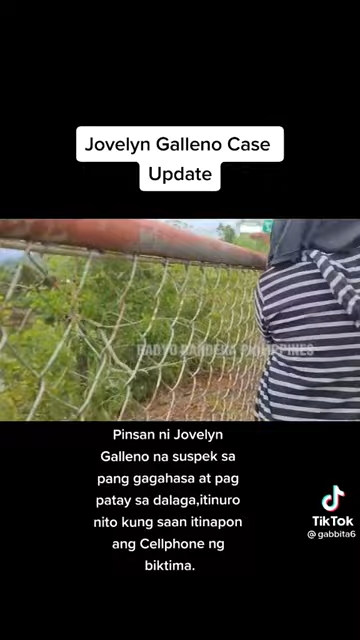 Jovelyn Galleno Case
Update
RADYO BANDERA PHILIPPINES
Pinsan ni Jovelyn
Galleno na suspek sa
pang gagahasa at pag
patay sa dalaga,itinuro
nito kung saan itinapon
ang Cellphone ng
biktima.
TikTok
@ gabbita6